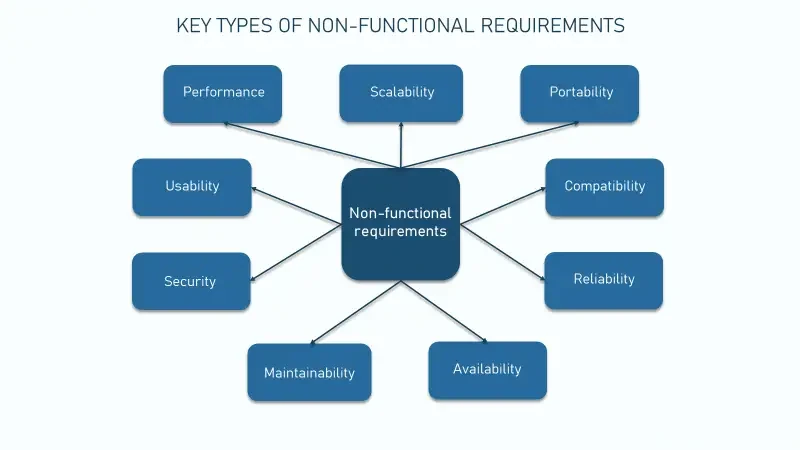 KEY TYPES OF NON-FUNCTIONAL REQUIREMENTS
Performance
Scalability
Portability
Usability
Compatibility
Non-functional
requirements
Security
Reliability
Maintainability
Availability